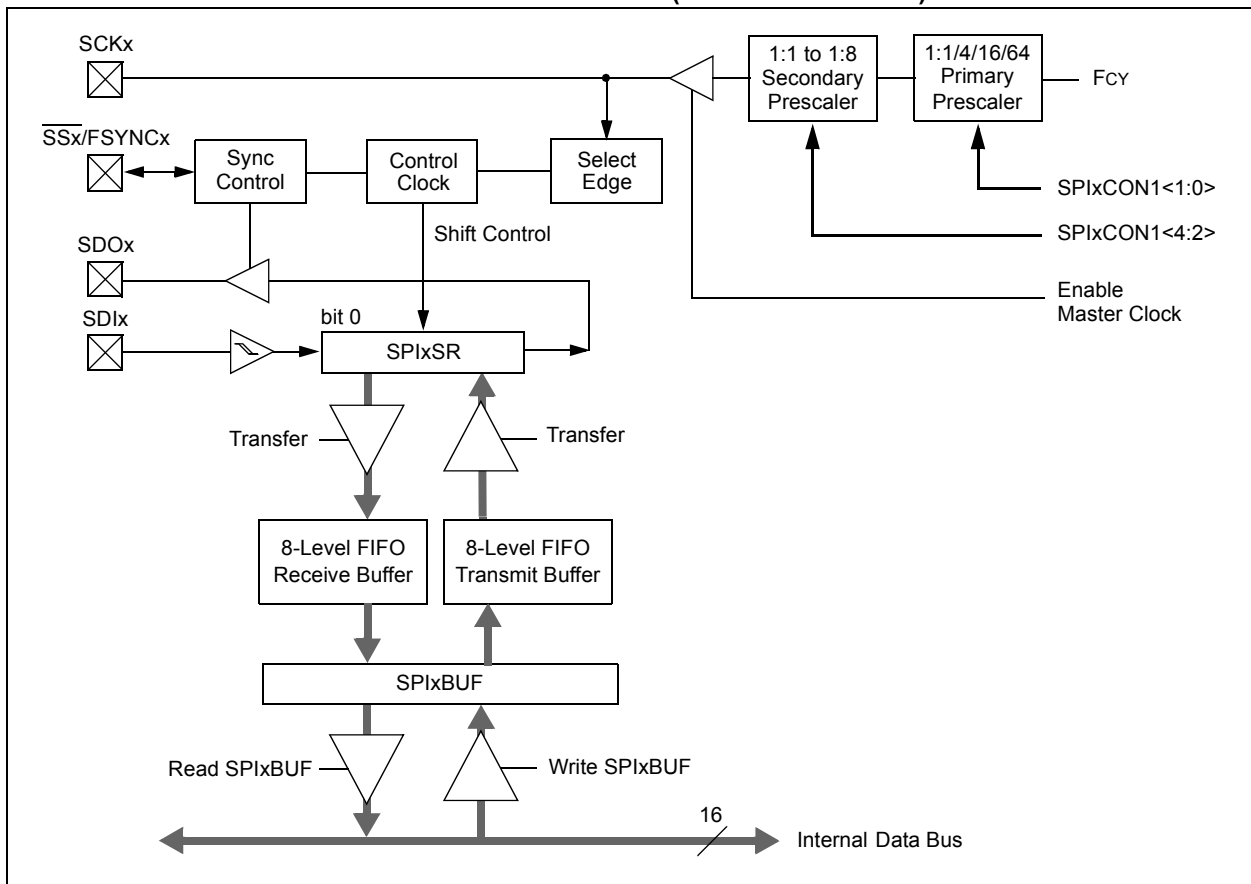 SCKx
1:1 to 1:8
Secondary
Prescaler
1:1/4/16/64
Primary
Prescaler
FCY
SSx/FSYNCx
Sync
Control
Control
Clock
Select
Edge
SPIxCON1<1:0>
SPIxCON1<4:2>
Shift Control
SDOx
Enable
Master Clock
bit 0
SDIx
SPIxSR
Transfer
Transfer
8-Level FIFO
Receive Buffer
8-Level FIFO
Transmit Buffer
SPIxBUF
Read SPIxBUF
Write SPIxBUF
16
Internal Data Bus